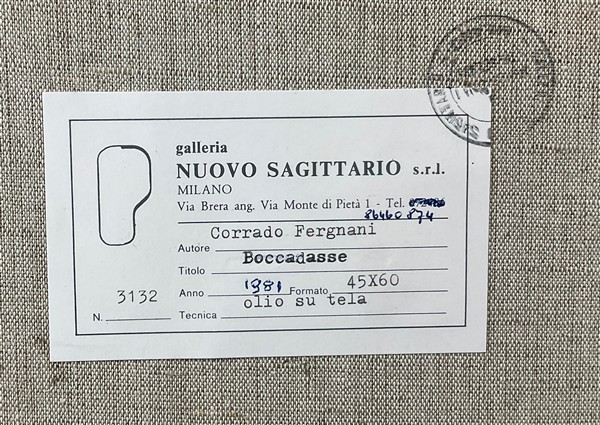 galleria
NUOVO SAGITTARIO s.r.l.
MILANO
Via Brera ang. Via Monte di Pietà 1 - Tel.
86460874
Autore Corrado Fergnani
Titolo Boccadasse
Anno 1981 Formato 45X60
Tecnica olio su tela
N. 3132